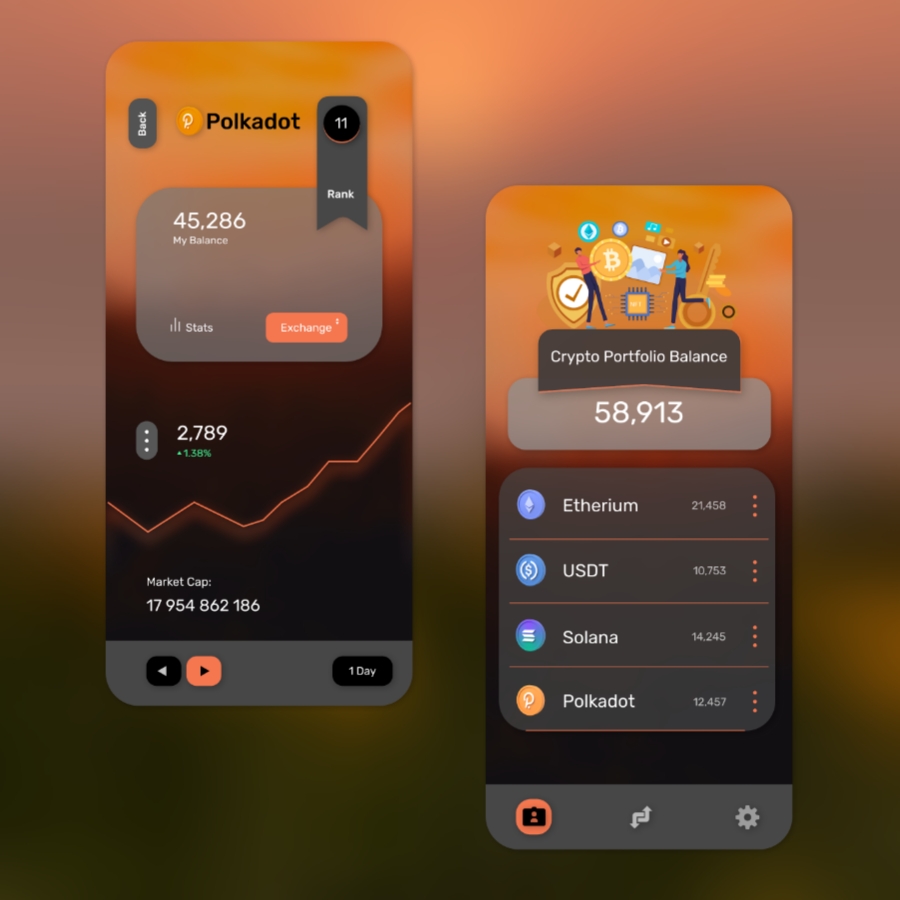 Back
Polkadot
11
Rank
45,286
My Balance
Stats
Exchange
2,789
1.38%
Market Cap:
17 954 862 186
1 Day
Crypto Portfolio Balance
58,913
Etherium 21,458
USDT 10,753
Solana 14,245
Polkadot 12.457